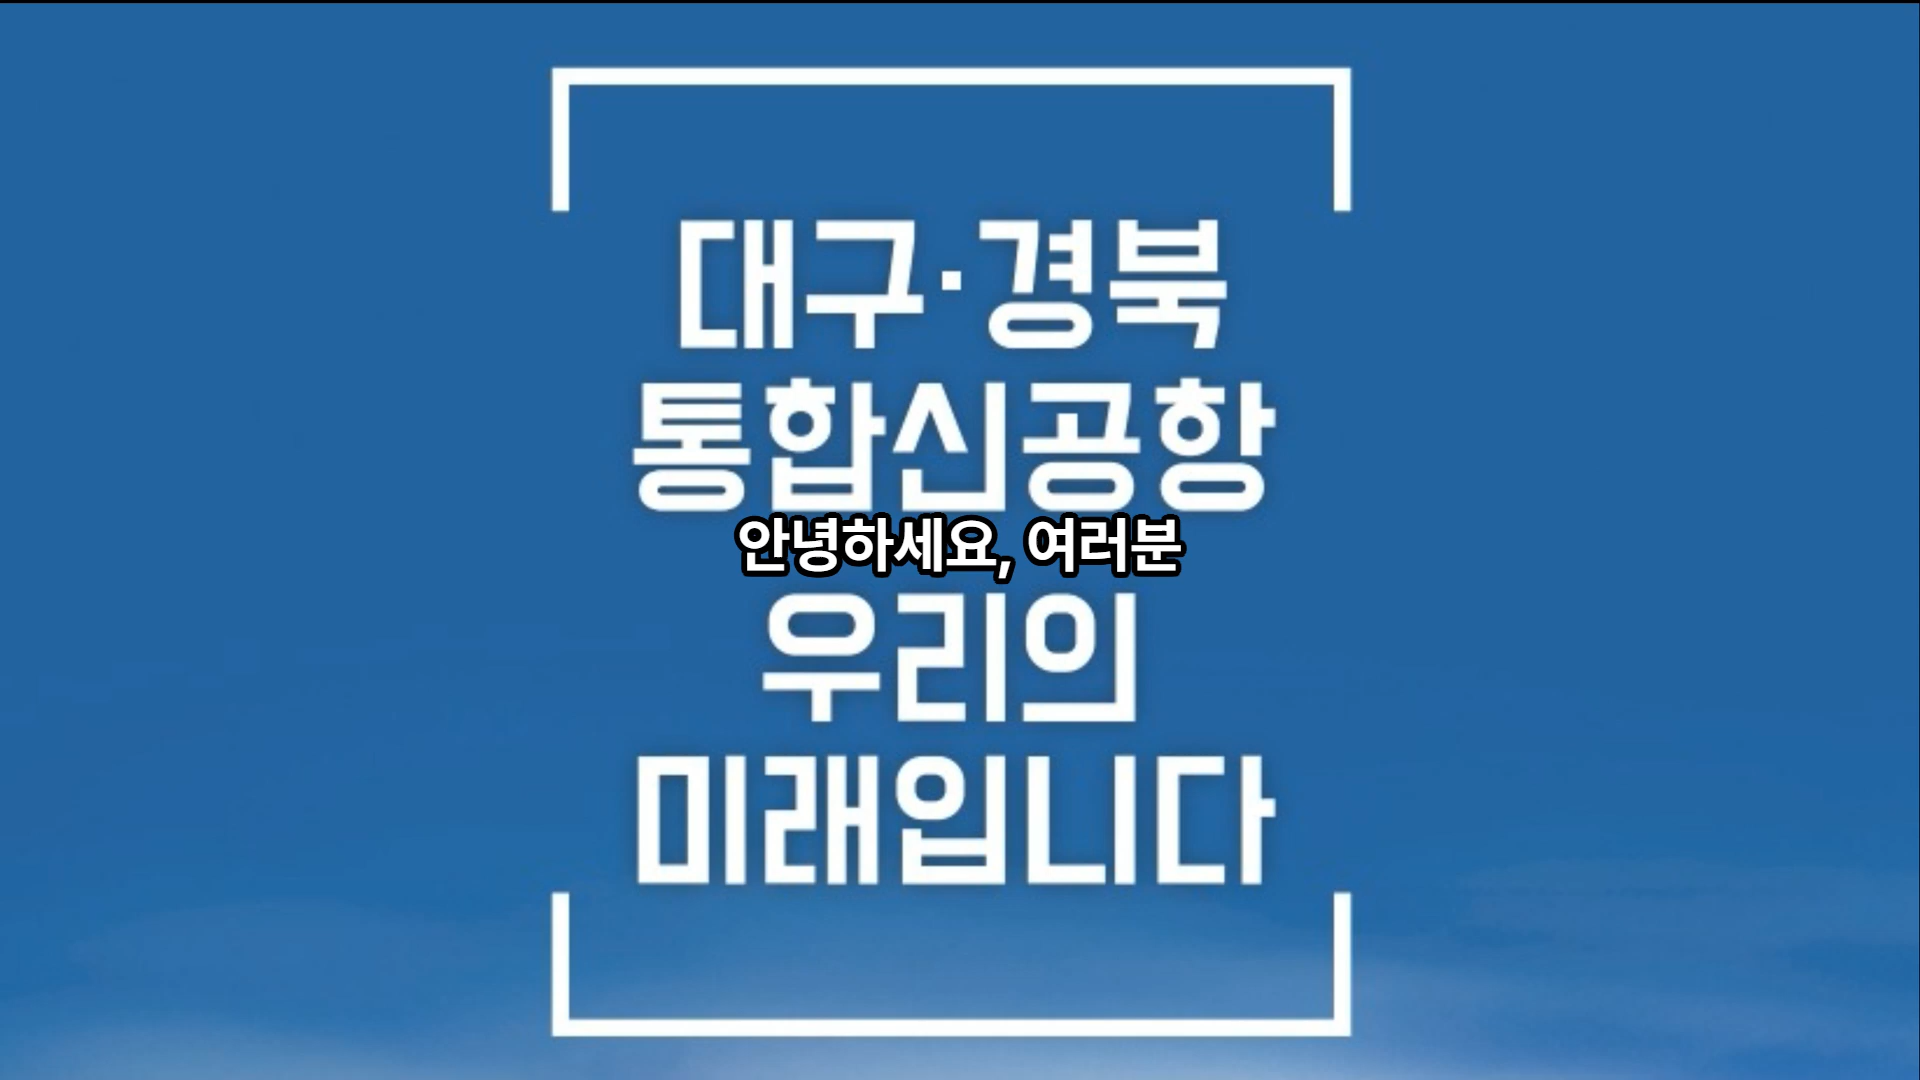 대구·경북
통합신공항
안녕하세요, 여러분
우리의
미래입니다